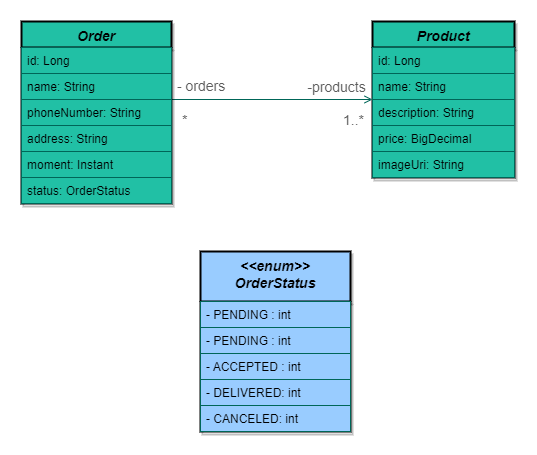 Order
id: Long
name: String
phoneNumber: String
address: String
moment: Instant
status: OrderStatus
- orders
*
-products
1..*
Product
id: Long
name: String
description: String
price: BigDecimal
imageUri: String
<<enum>>
OrderStatus
- PENDING : int
- PENDING : int
- ACCEPTED : int
- DELIVERED: int
- CANCELED: int